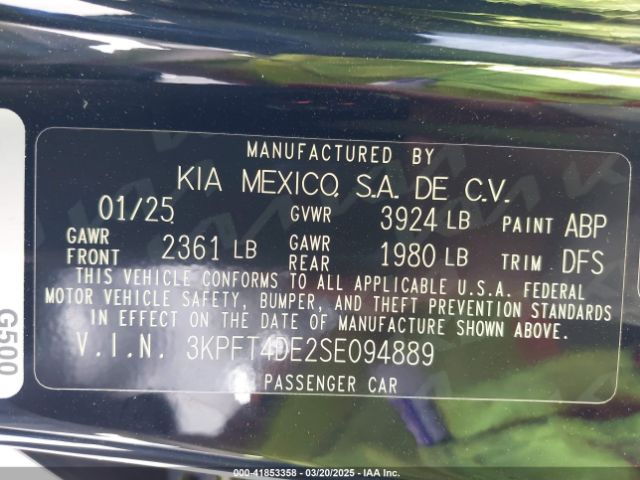 MANUFACTURED BY
KIA MEXICO, S.A. DE C.V.
01/25 GVWR 3924 LB PAINT ABP
GAWR FRONT 2361 LB GAWR REAR 1980 LB TRIM DFS
THIS VEHICLE CONFORMS TO ALL APPLICABLE U.S.A. FEDERAL
MOTOR VEHICLE SAFETY, BUMPER, AND THEFT PREVENTION STANDARDS
IN EFFECT ON THE DATE OF MANUFACTURE SHOWN ABOVE.
V.I.N. 3KPFT4DE2SE094889
PASSENGER CAR
G500
000-41853358 - 03/20/2025 - IAA Inc.